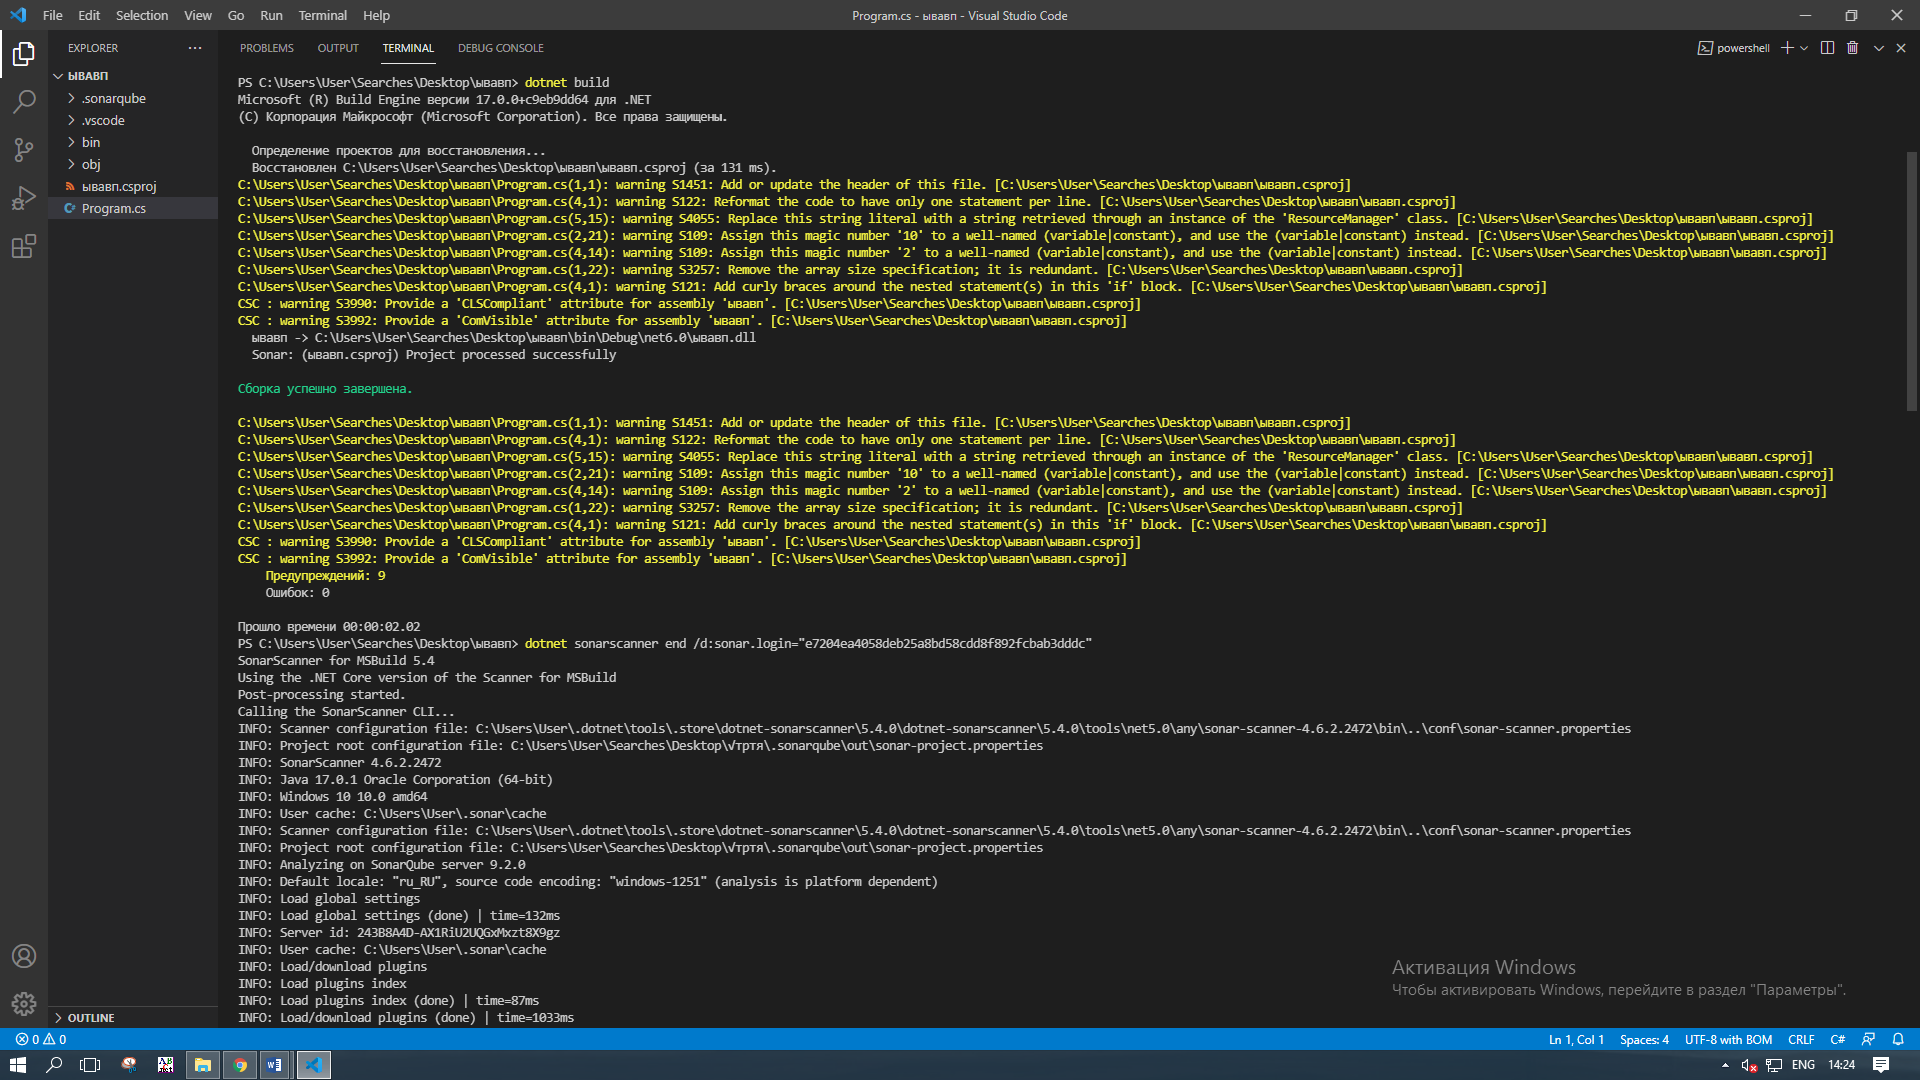 File Edit Selection View Go Run Terminal Help
Program.cs - ывавп - Visual Studio Code
EXPLORER
ЫВАВП
.sonarqube
.vscode
bin
obj
ывавп.csproj
Program.cs
OUTLINE
PROBLEMS OUTPUT TERMINAL DEBUG CONSOLE
powershell
PS C:\Users\User\Searches\Desktop\ывавп> dotnet build
Microsoft (R) Build Engine версии 17.0.0+c9eb9dd64 для .NET
(C) Корпорация Майкрософт (Microsoft Corporation). Все права защищены.
Определение проектов для восстановления...
Восстановлен C:\Users\User\Searches\Desktop\ывавп\ывавп.csproj (за 131 ms).
C:\Users\User\Searches\Desktop\ывавп\Program.cs(1,1): warning S1451: Add or update the header of this file. [C:\Users\User\Searches\Desktop\ывавп\ывавп.csproj]
C:\Users\User\Searches\Desktop\ывавп\Program.cs(4,1): warning S122: Reformat the code to have only one statement per line. [C:\Users\User\Searches\Desktop\ывавп\ывавп.csproj]
C:\Users\User\Searches\Desktop\ывавп\Program.cs(5,15): warning S4055: Replace this string literal with a string retrieved through an instance of the 'ResourceManager' class. [C:\Users\User\Searches\Desktop\ывавп\ывавп.csproj]
C:\Users\User\Searches\Desktop\ывавп\Program.cs(2,21): warning S109: Assign this magic number '10' to a well-named (variable|constant), and use the (variable|constant) instead. [C:\Users\User\Searches\Desktop\ывавп\ывавп.csproj]
C:\Users\User\Searches\Desktop\ывавп\Program.cs(4,14): warning S109: Assign this magic number '2' to a well-named (variable|constant), and use the (variable|constant) instead. [C:\Users\User\Searches\Desktop\ывавп\ывавп.csproj]
C:\Users\User\Searches\Desktop\ывавп\Program.cs(1,22): warning S3257: Remove the array size specification; it is redundant. [C:\Users\User\Searches\Desktop\ывавп\ывавп.csproj]
C:\Users\User\Searches\Desktop\ывавп\Program.cs(4,1): warning S121: Add curly braces around the nested statement(s) in this 'if' block. [C:\Users\User\Searches\Desktop\ывавп\ывавп.csproj]
CSC : warning S3990: Provide a 'CLSCompliant' attribute for assembly 'ывавп'. [C:\Users\User\Searches\Desktop\ывавп\ывавп.csproj]
CSC : warning S3992: Provide a 'ComVisible' attribute for assembly 'ывавп'. [C:\Users\User\Searches\Desktop\ывавп\ывавп.csproj]
ывавп -> C:\Users\User\Searches\Desktop\ывавп\bin\Debug\net6.0\ывавп.dll
Sonar: (ывавп.csproj) Project processed successfully
Сборка успешно завершена.
C:\Users\User\Searches\Desktop\ывавп\Program.cs(1,1): warning S1451: Add or update the header of this file. [C:\Users\User\Searches\Desktop\ывавп\ывавп.csproj]
C:\Users\User\Searches\Desktop\ывавп\Program.cs(4,1): warning S122: Reformat the code to have only one statement per line. [C:\Users\User\Searches\Desktop\ывавп\ывавп.csproj]
C:\Users\User\Searches\Desktop\ывавп\Program.cs(5,15): warning S4055: Replace this string literal with a string retrieved through an instance of the 'ResourceManager' class. [C:\Users\User\Searches\Desktop\ывавп\ывавп.csproj]
C:\Users\User\Searches\Desktop\ывавп\Program.cs(2,21): warning S109: Assign this magic number '10' to a well-named (variable|constant), and use the (variable|constant) instead. [C:\Users\User\Searches\Desktop\ывавп\ывавп.csproj]
C:\Users\User\Searches\Desktop\ывавп\Program.cs(4,14): warning S109: Assign this magic number '2' to a well-named (variable|constant), and use the (variable|constant) instead. [C:\Users\User\Searches\Desktop\ывавп\ывавп.csproj]
C:\Users\User\Searches\Desktop\ывавп\Program.cs(1,22): warning S3257: Remove the array size specification; it is redundant. [C:\Users\User\Searches\Desktop\ывавп\ывавп.csproj]
C:\Users\User\Searches\Desktop\ывавп\Program.cs(4,1): warning S121: Add curly braces around the nested statement(s) in this 'if' block. [C:\Users\User\Searches\Desktop\ывавп\ывавп.csproj]
CSC : warning S3990: Provide a 'CLSCompliant' attribute for assembly 'ывавп'. [C:\Users\User\Searches\Desktop\ывавп\ывавп.csproj]
CSC : warning S3992: Provide a 'ComVisible' attribute for assembly 'ывавп'. [C:\Users\User\Searches\Desktop\ывавп\ывавп.csproj]
Предупреждений: 9
Ошибок: 0
Прошло времени 00:00:02.02
PS C:\Users\User\Searches\Desktop\ывавп> dotnet sonarscanner end /d:sonar.login="e7204ea4058deb25a8bd58cdd8f892fcbab3dddc"
SonarScanner for MSBuild 5.4
Using the .NET Core version of the Scanner for MSBuild
Post-processing started.
Calling the SonarScanner CLI...
INFO: Scanner configuration file: C:\Users\User\.dotnet\tools\.store\dotnet-sonarscanner\5.4.0\dotnet-sonarscanner\5.4.0\tools\net5.0\any\sonar-scanner-4.6.2.2472\bin\..\conf\sonar-scanner.properties
INFO: Project root configuration file: C:\Users\User\Searches\Desktop\√тртя\.sonarqube\out\sonar-project.properties
INFO: SonarScanner 4.6.2.2472
INFO: Java 17.0.1 Oracle Corporation (64-bit)
INFO: Windows 10 10.0 amd64
INFO: User cache: C:\Users\User\.sonar\cache
INFO: Scanner configuration file: C:\Users\User\.dotnet\tools\.store\dotnet-sonarscanner\5.4.0\dotnet-sonarscanner\5.4.0\tools\net5.0\any\sonar-scanner-4.6.2.2472\bin\..\conf\sonar-scanner.properties
INFO: Project root configuration file: C:\Users\User\Searches\Desktop\√тртя\.sonarqube\out\sonar-project.properties
INFO: Analyzing on SonarQube server 9.2.0
INFO: Default locale: "ru_RU", source code encoding: "windows-1251" (analysis is platform dependent)
INFO: Load global settings
INFO: Load global settings (done) | time=132ms
INFO: Server id: 243B8A4D-AX1RiU2UQGxMxzt8X9gz
INFO: User cache: C:\Users\User\.sonar\cache
INFO: Load/download plugins
INFO: Load plugins index
INFO: Load plugins index (done) | time=87ms
INFO: Load/download plugins (done) | time=1033ms
Активация Windows
Чтобы активировать Windows, перейдите в раздел "Параметры".
0 0
Ln 1, Col 1 Spaces: 4 UTF-8 with BOM CRLF C#
ENG 14:24